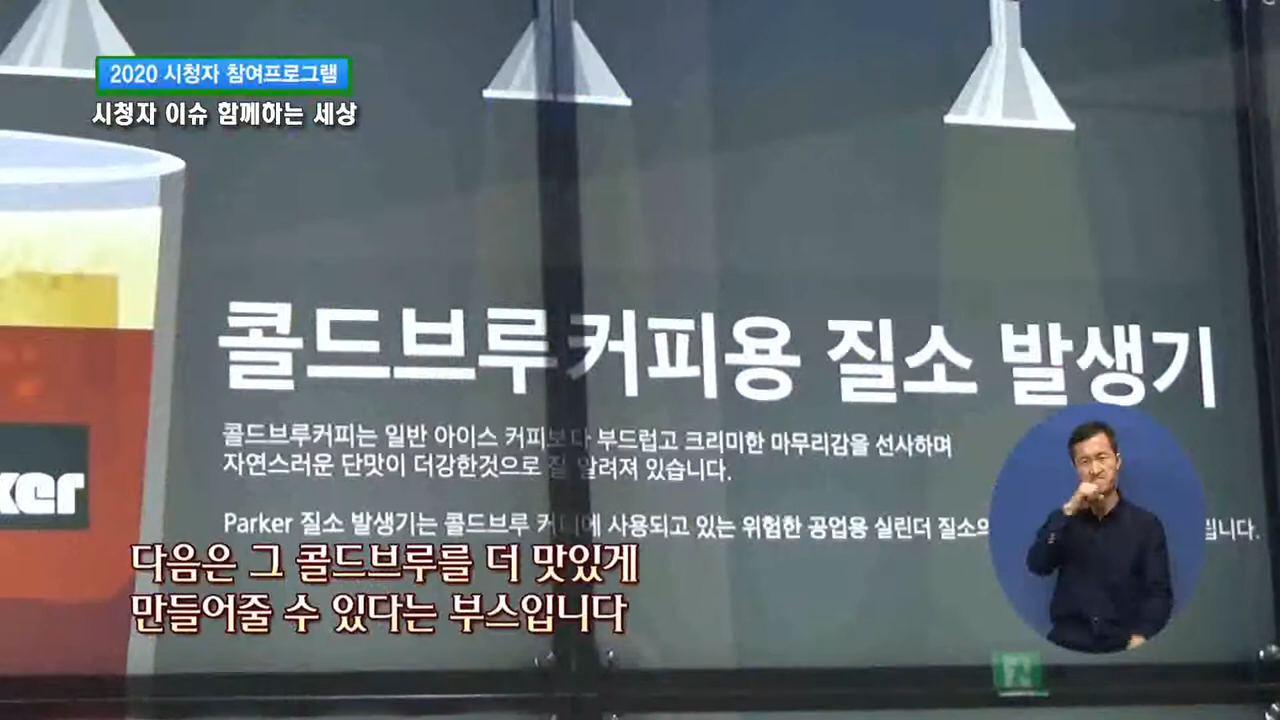 2020 시청자 참여프로그램
시청자 이슈 함께하는 세상
콜드브루커피용 질소 발생기
콜드브루커피는 일반 아이스 커피보다 부드럽고 크리미한 마무리감을 선사하며
자연스러운 단맛이 더강한것으로 잘 알려져 있습니다.
Parker 질소 발생기는 콜드브루 커피에 사용되고 있는 위험한 공업용 실린더 질소의
ker
다음은 그 콜드브루를 더 맛있게
만들어줄 수 있다는 부스입니다